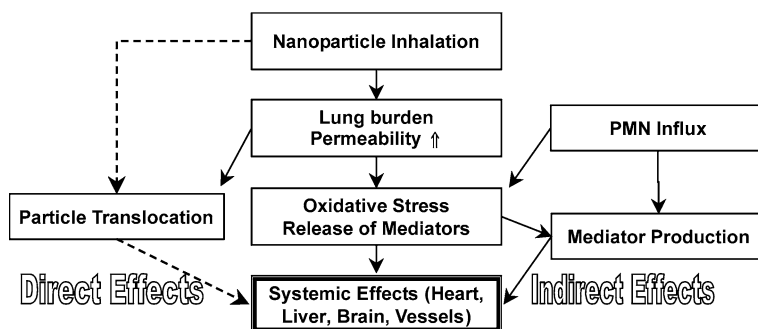 Nanoparticle Inhalation
Lung burden
Permeability ⇑
PMN Influx
Particle Translocation
Oxidative Stress
Release of Mediators
Mediator Production
Direct Effects
Systemic Effects (Heart,
Liver, Brain, Vessels)
Indirect Effects